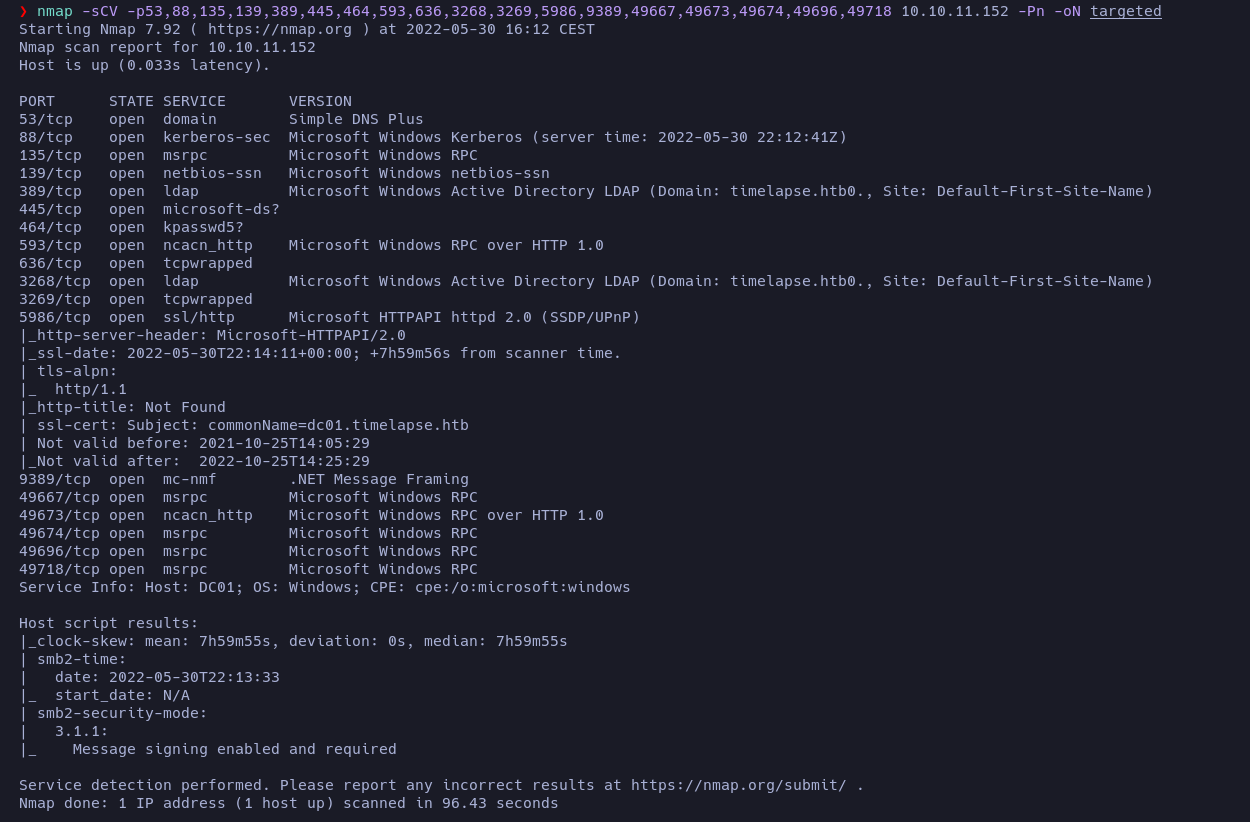 ❯ nmap -sCV -p53,88,135,139,389,445,464,593,636,3268,3269,5986,9389,49667,49673,49674,49696,49718 10.10.11.152 -Pn -oN targeted
Starting Nmap 7.92 ( https://nmap.org ) at 2022-05-30 16:12 CEST
Nmap scan report for 10.10.11.152
Host is up (0.033s latency).

PORT      STATE SERVICE       VERSION
53/tcp    open  domain        Simple DNS Plus
88/tcp    open  kerberos-sec  Microsoft Windows Kerberos (server time: 2022-05-30 22:12:41Z)
135/tcp   open  msrpc         Microsoft Windows RPC
139/tcp   open  netbios-ssn   Microsoft Windows netbios-ssn
389/tcp   open  ldap          Microsoft Windows Active Directory LDAP (Domain: timelapse.htb0., Site: Default-First-Site-Name)
445/tcp   open  microsoft-ds?
464/tcp   open  kpasswd5?
593/tcp   open  ncacn_http    Microsoft Windows RPC over HTTP 1.0
636/tcp   open  tcpwrapped
3268/tcp  open  ldap          Microsoft Windows Active Directory LDAP (Domain: timelapse.htb0., Site: Default-First-Site-Name)
3269/tcp  open  tcpwrapped
5986/tcp  open  ssl/http      Microsoft HTTPAPI httpd 2.0 (SSDP/UPnP)
|_http-server-header: Microsoft-HTTPAPI/2.0
|_ssl-date: 2022-05-30T22:14:11+00:00; +7h59m56s from scanner time.
| tls-alpn:
|_  http/1.1
|_http-title: Not Found
| ssl-cert: Subject: commonName=dc01.timelapse.htb
| Not valid before: 2021-10-25T14:05:29
|_Not valid after:  2022-10-25T14:25:29
9389/tcp  open  mc-nmf        .NET Message Framing
49667/tcp open  msrpc         Microsoft Windows RPC
49673/tcp open  ncacn_http    Microsoft Windows RPC over HTTP 1.0
49674/tcp open  msrpc         Microsoft Windows RPC
49696/tcp open  msrpc         Microsoft Windows RPC
49718/tcp open  msrpc         Microsoft Windows RPC
Service Info: Host: DC01; OS: Windows; CPE: cpe:/o:microsoft:windows

Host script results:
|_clock-skew: mean: 7h59m55s, deviation: 0s, median: 7h59m55s
| smb2-time:
|   date: 2022-05-30T22:13:33
|_  start_date: N/A
| smb2-security-mode:
|   3.1.1:
|_    Message signing enabled and required

Service detection performed. Please report any incorrect results at https://nmap.org/submit/ .
Nmap done: 1 IP address (1 host up) scanned in 96.43 seconds